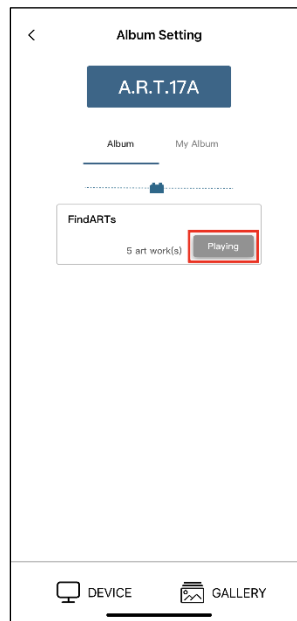 Album Setting
A.R.T.17A
Album My Album
FindARTs
5 art work(s) Playing
DEVICE GALLERY